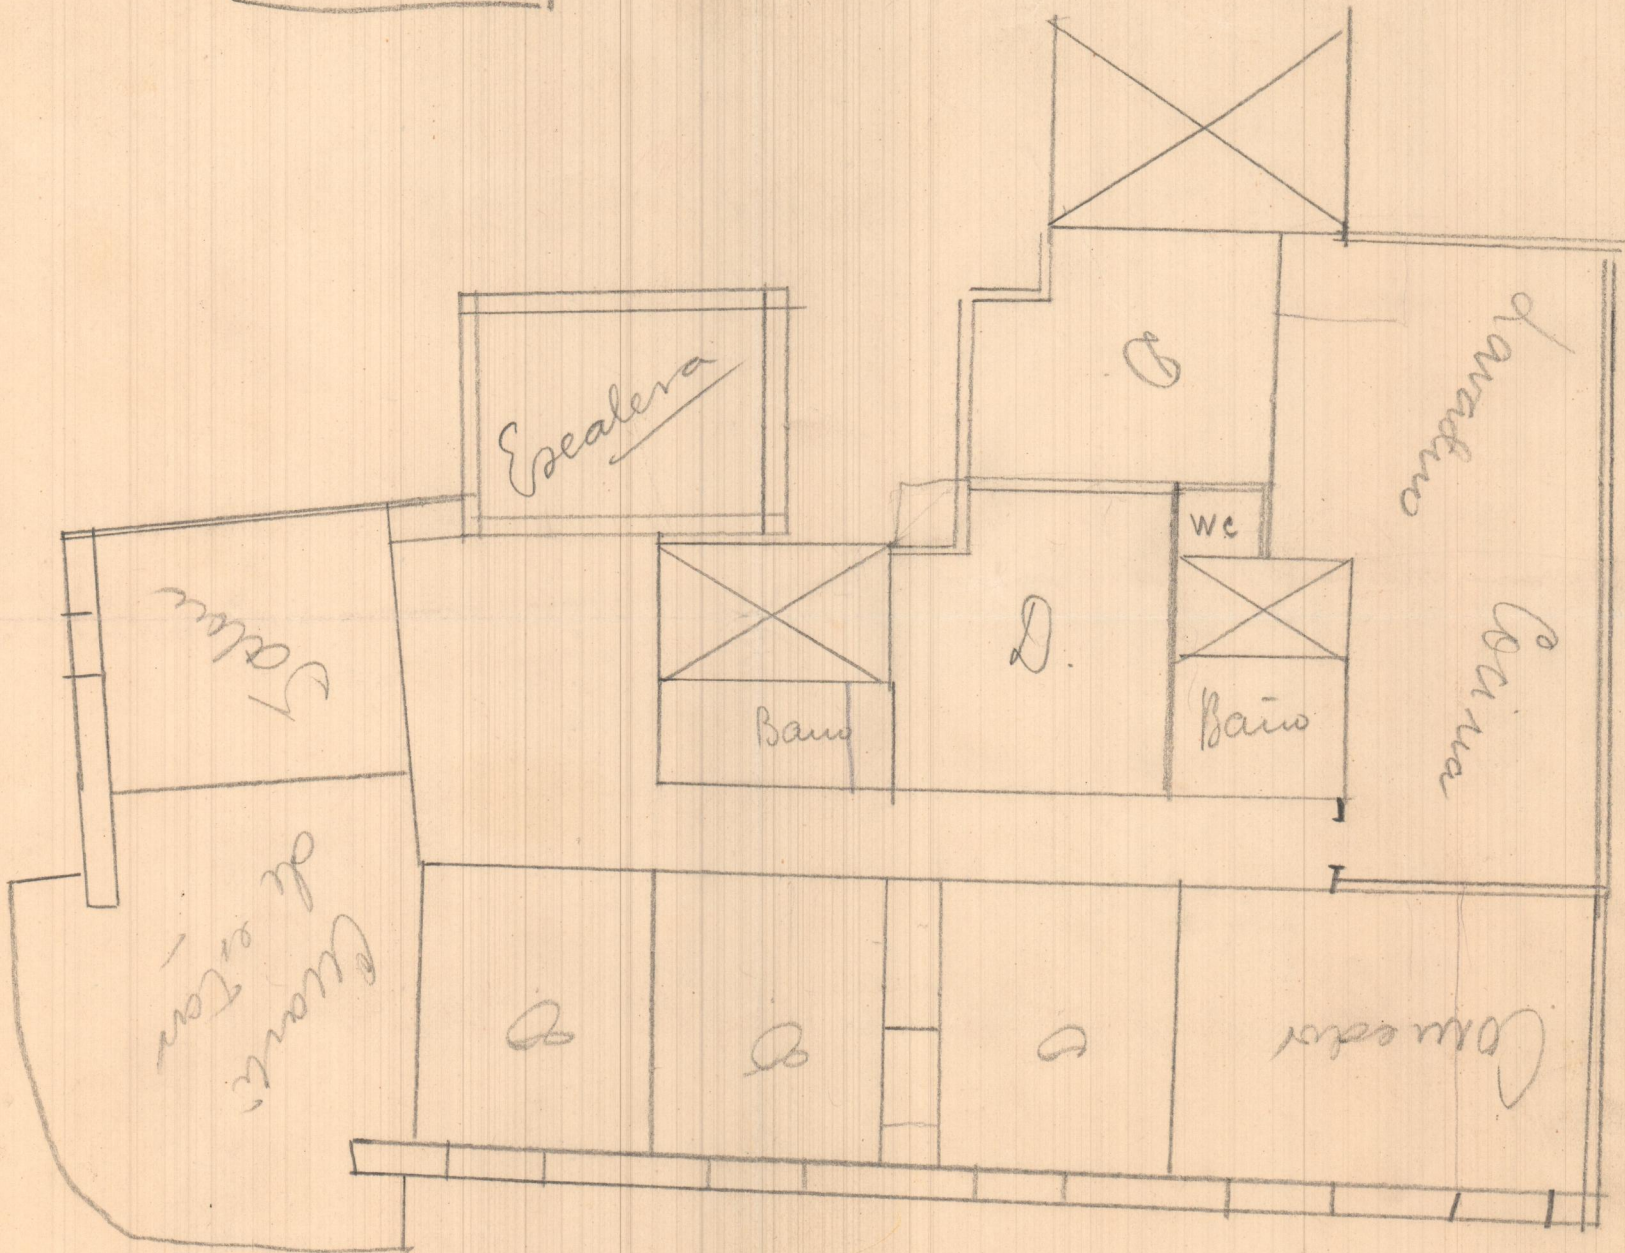 Escalera
D
Lavadero
Wc
Salon
D.
Cocina
Baño
Baño
Cuarto
de estar
D
D
D
Comedor